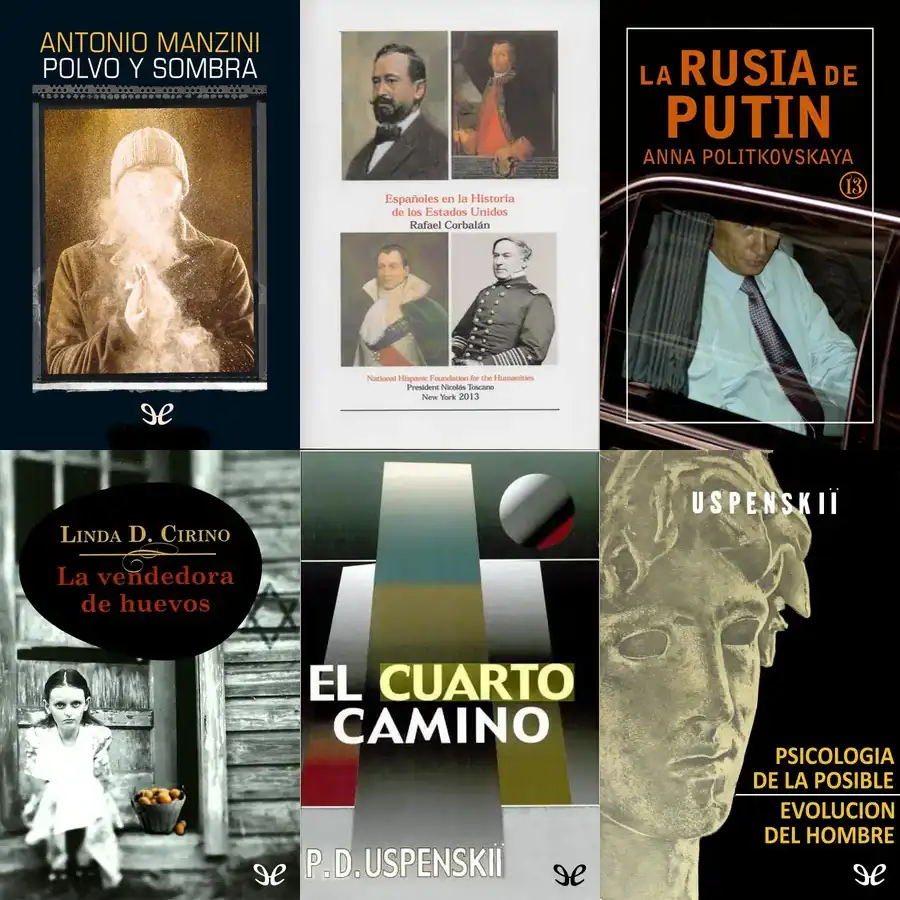 ANTONIO MANZINI
POLVO Y SOMBRA
Españoles en la Historia
de los Estados Unidos
Rafael Corbalán
National Hispanic Foundation for the Humanities
President Nicolás Toscano
New York 2013
LA RUSIA DE
PUTIN
ANNA POLITKOVSKAYA
13
LINDA D. CIRINO
La vendedora
de huevos
EL CUARTO
CAMINO
P.D. USPENSKIÏ
USPENSKIÏ
PSICOLOGIA
DE LA POSIBLE
EVOLUCION
DEL HOMBRE